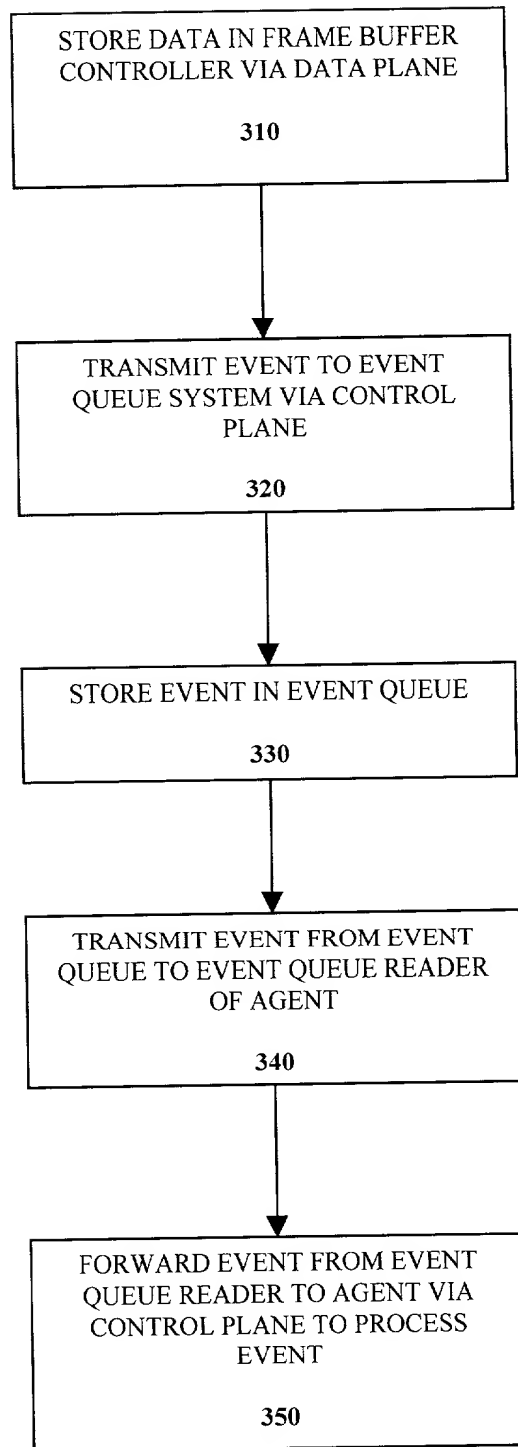 STORE DATA IN FRAME BUFFER
CONTROLLER VIA DATA PLANE
310
TRANSMIT EVENT TO EVENT
QUEUE SYSTEM VIA CONTROL
PLANE
320
STORE EVENT IN EVENT QUEUE
330
TRANSMIT EVENT FROM EVENT
QUEUE TO EVENT QUEUE READER
OF AGENT
340
FORWARD EVENT FROM EVENT
QUEUE READER TO AGENT VIA
CONTROL PLANE TO PROCESS
EVENT
350